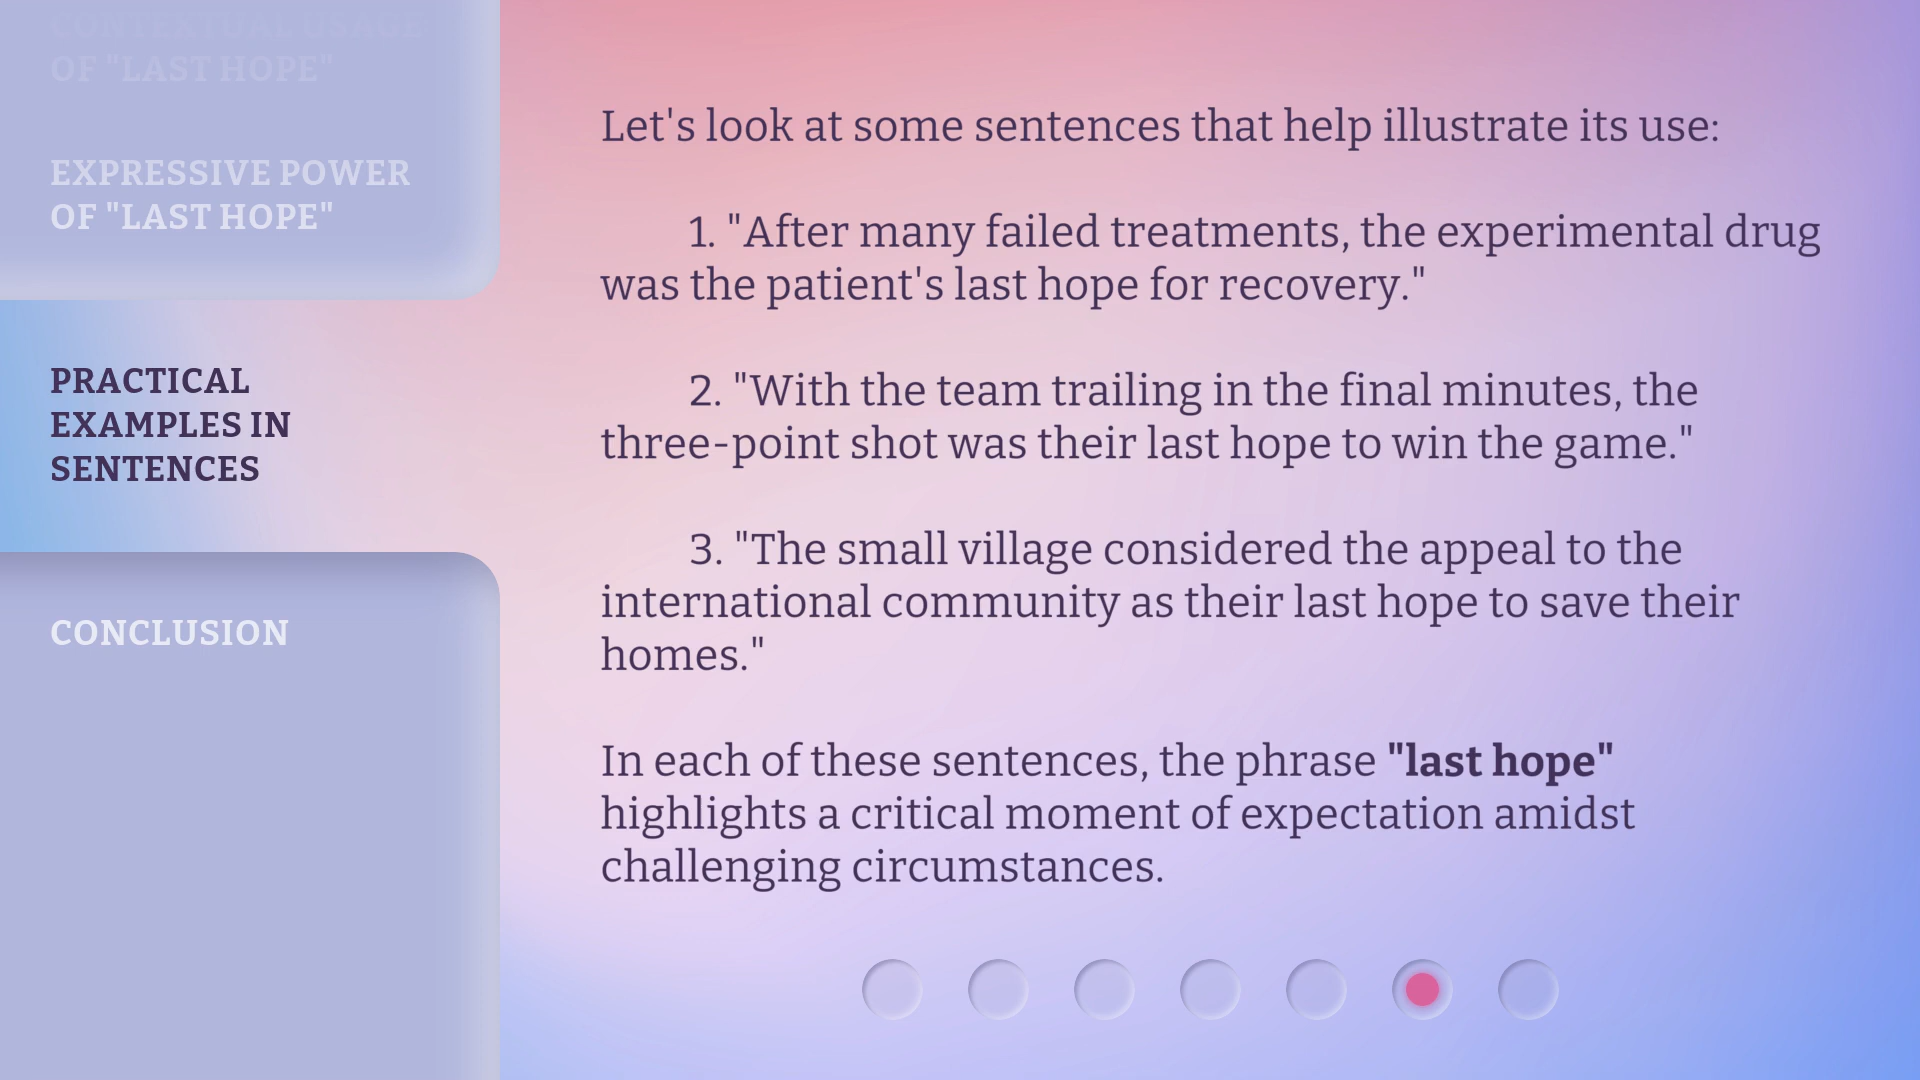 CONTEXTUAL USAGE
OF "LAST HOPE"
EXPRESSIVE POWER
OF "LAST HOPE"
PRACTICAL
EXAMPLES IN
SENTENCES
CONCLUSION
Let's look at some sentences that help illustrate its use:
1. "After many failed treatments, the experimental drug
was the patient's last hope for recovery."
2. "With the team trailing in the final minutes, the
three-point shot was their last hope to win the game."
3. "The small village considered the appeal to the
international community as their last hope to save their
homes."
In each of these sentences, the phrase "last hope"
highlights a critical moment of expectation amidst
challenging circumstances.